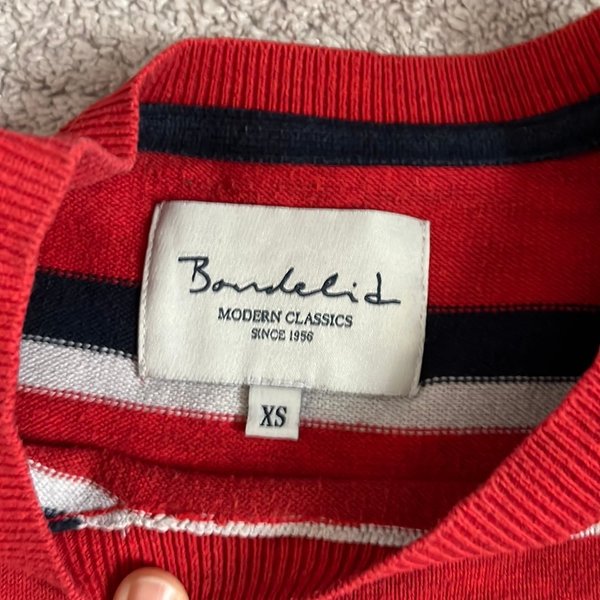 Bondelid
MODERN CLASSICS
SINCE 1956
XS